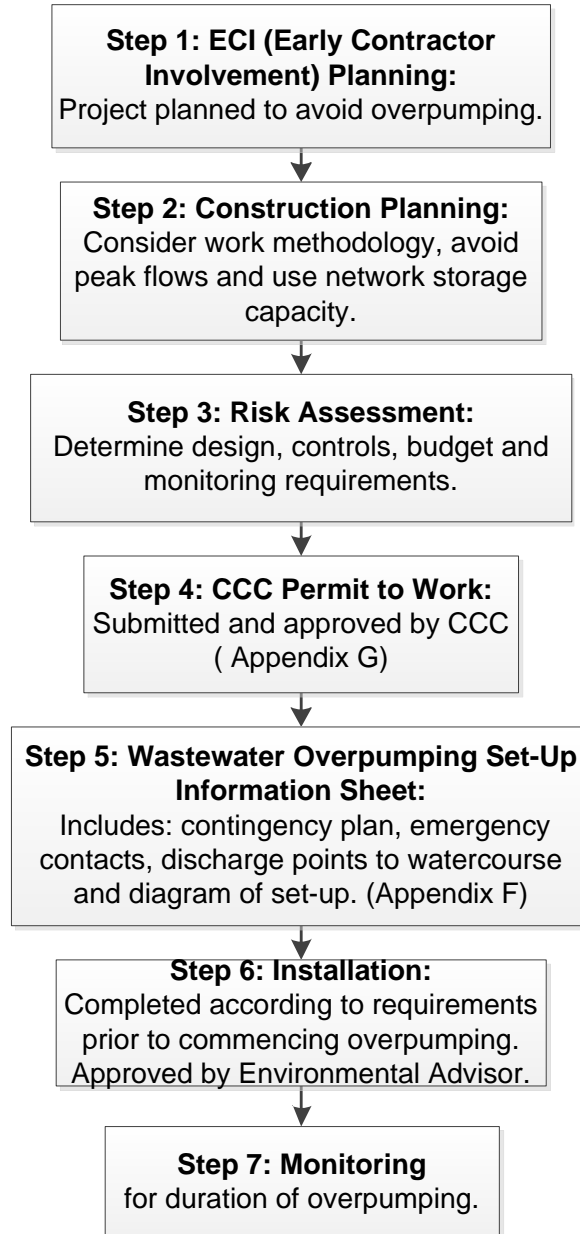 Step 1: ECI (Early Contractor
Involvement) Planning:
Project planned to avoid overpumping.
Step 2: Construction Planning:
Consider work methodology, avoid
peak flows and use network storage
capacity.
Step 3: Risk Assessment:
Determine design, controls, budget and
monitoring requirements.
Step 4: CCC Permit to Work:
Submitted and approved by CCC
( Appendix G)
Step 5: Wastewater Overpumping Set-Up
Information Sheet:
Includes: contingency plan, emergency
contacts, discharge points to watercourse
and diagram of set-up. (Appendix F)
Step 6: Installation:
Completed according to requirements
prior to commencing overpumping.
Approved by Environmental Advisor.
Step 7: Monitoring
for duration of overpumping.